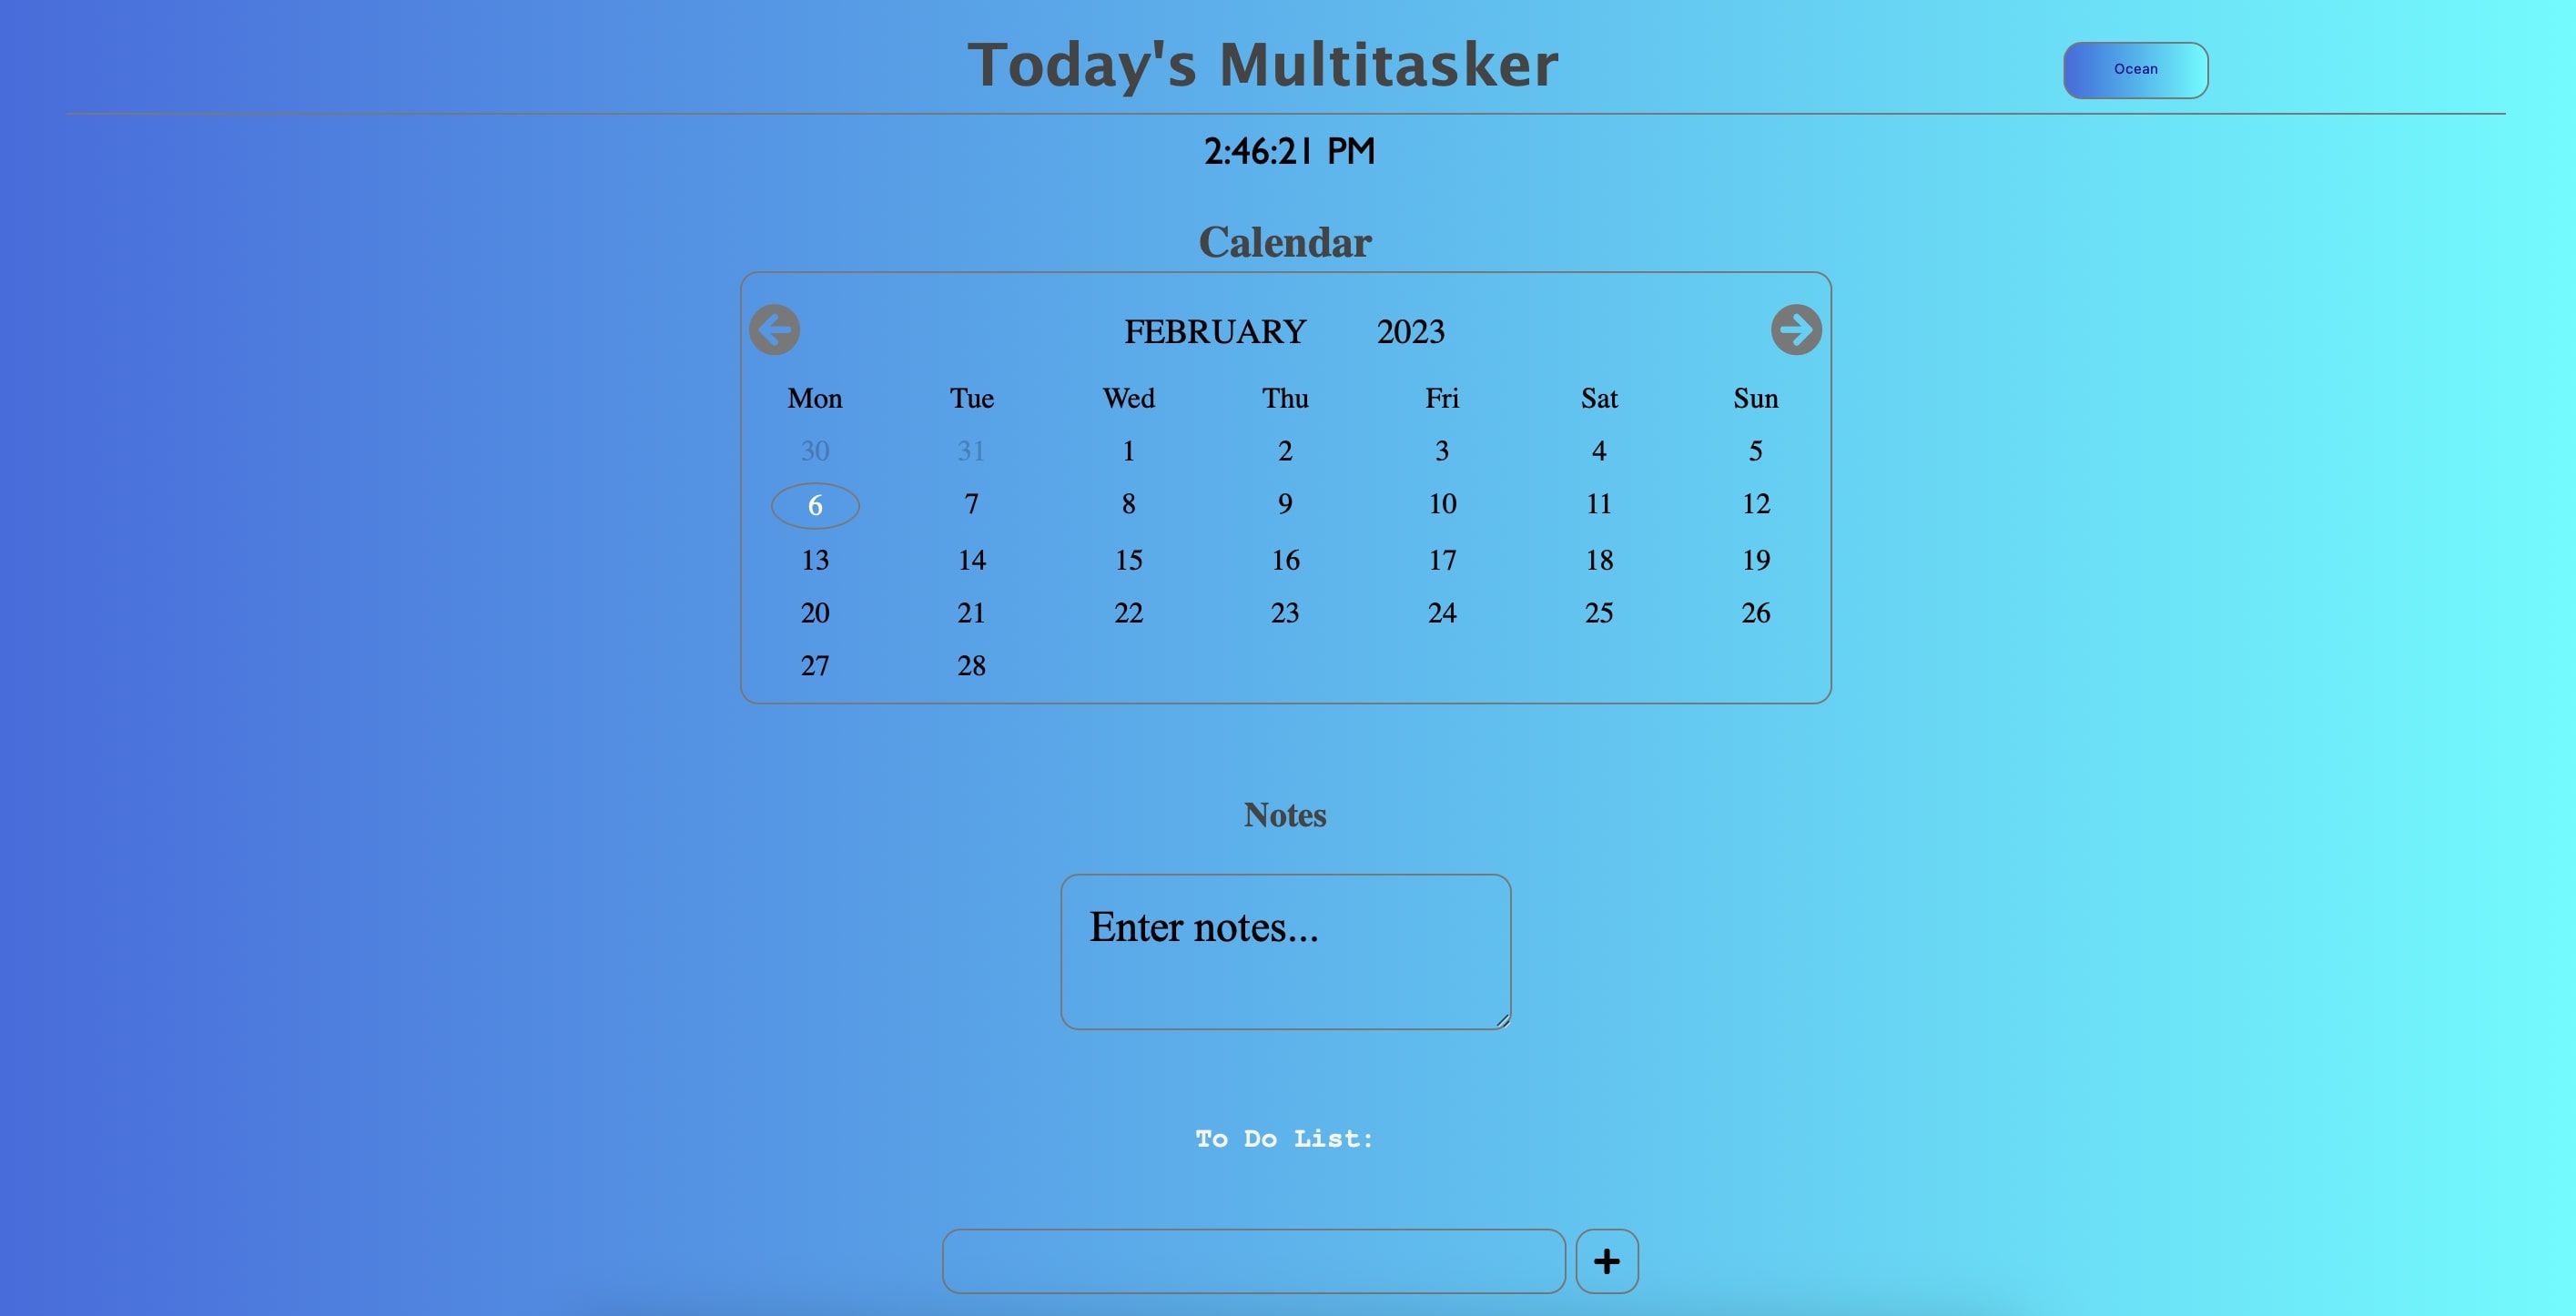 Today's Multitasker
Ocean
2:46:21 PM
Calendar
FEBRUARY 2023
Mon Tue Wed Thu Fri Sat Sun
30 31 1 2 3 4 5
6 7 8 9 10 11 12
13 14 15 16 17 18 19
20 21 22 23 24 25 26
27 28
Notes
Enter notes...
To Do List:
+